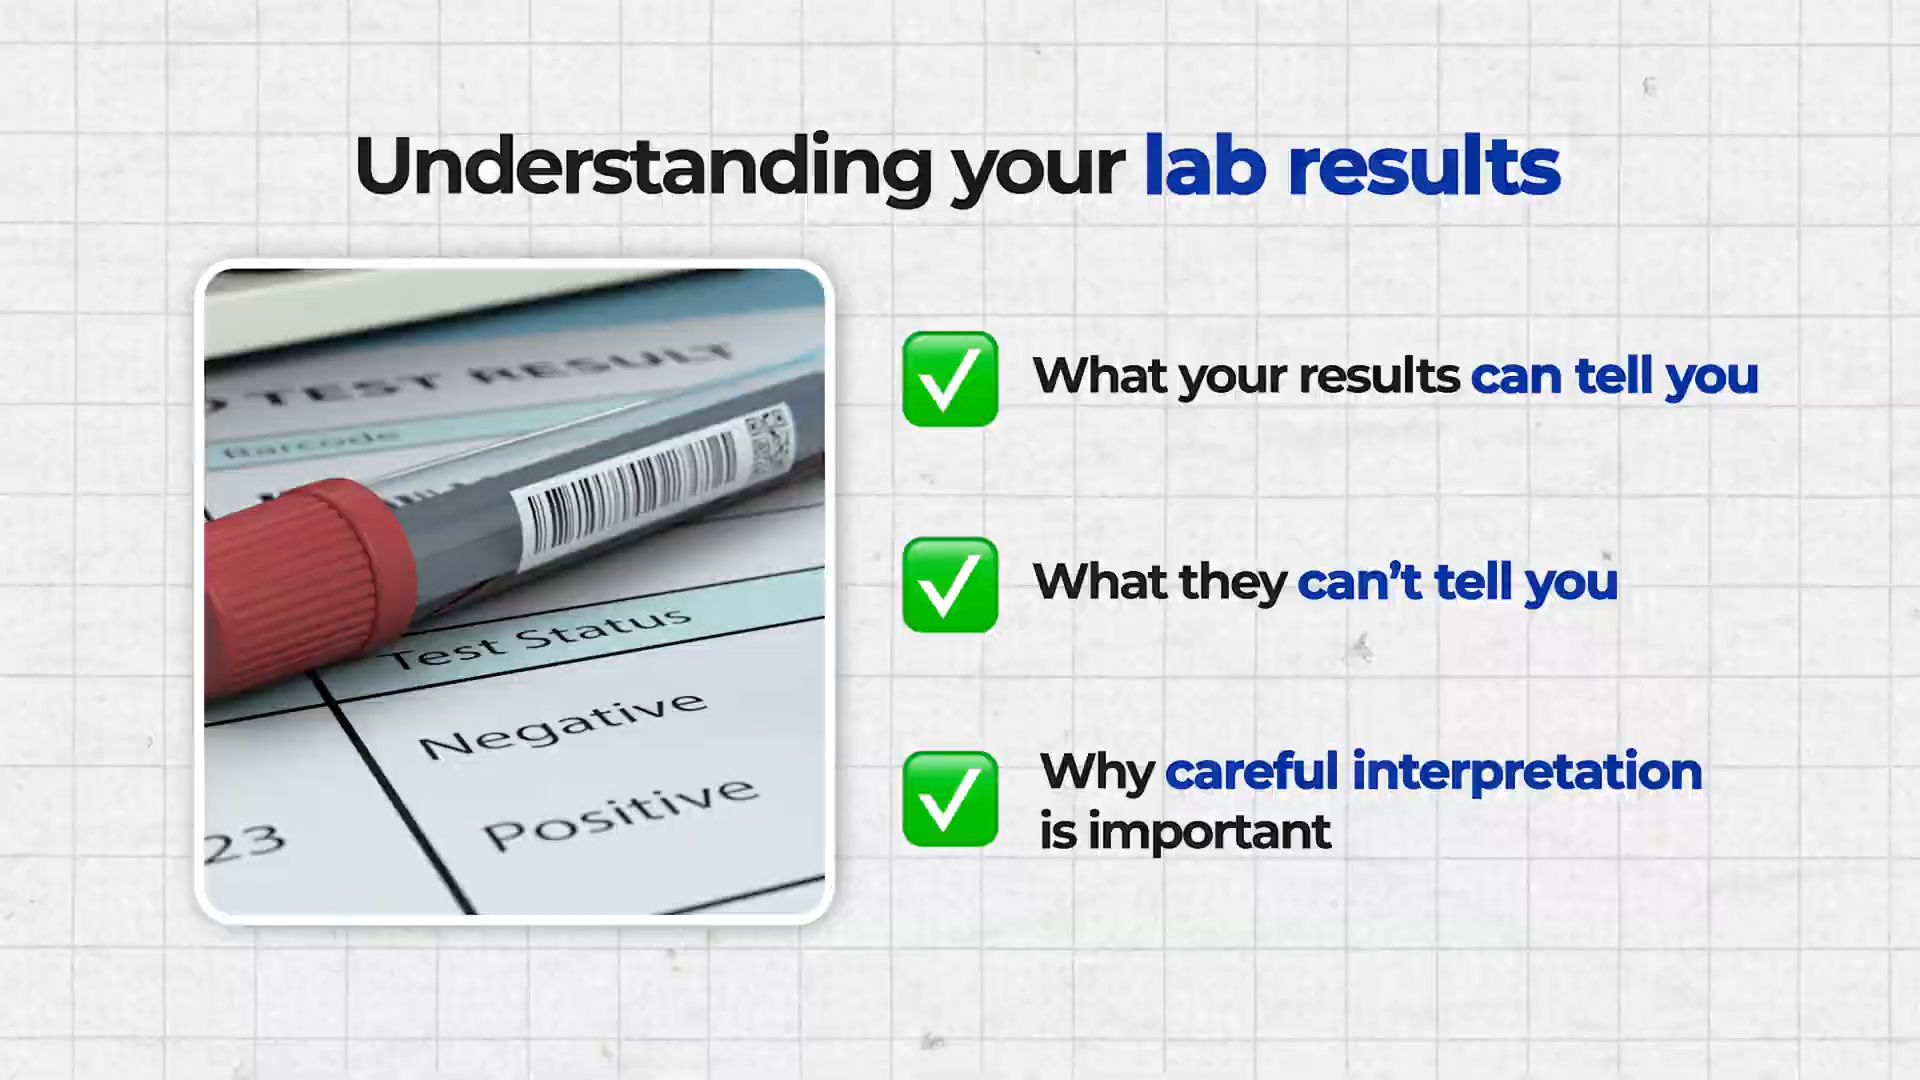 Understanding your lab results
TEST RESULT
Barcode
Test Status
Negative
Positive
23
What your results can tell you
What they can't tell you
Why careful interpretation
is important